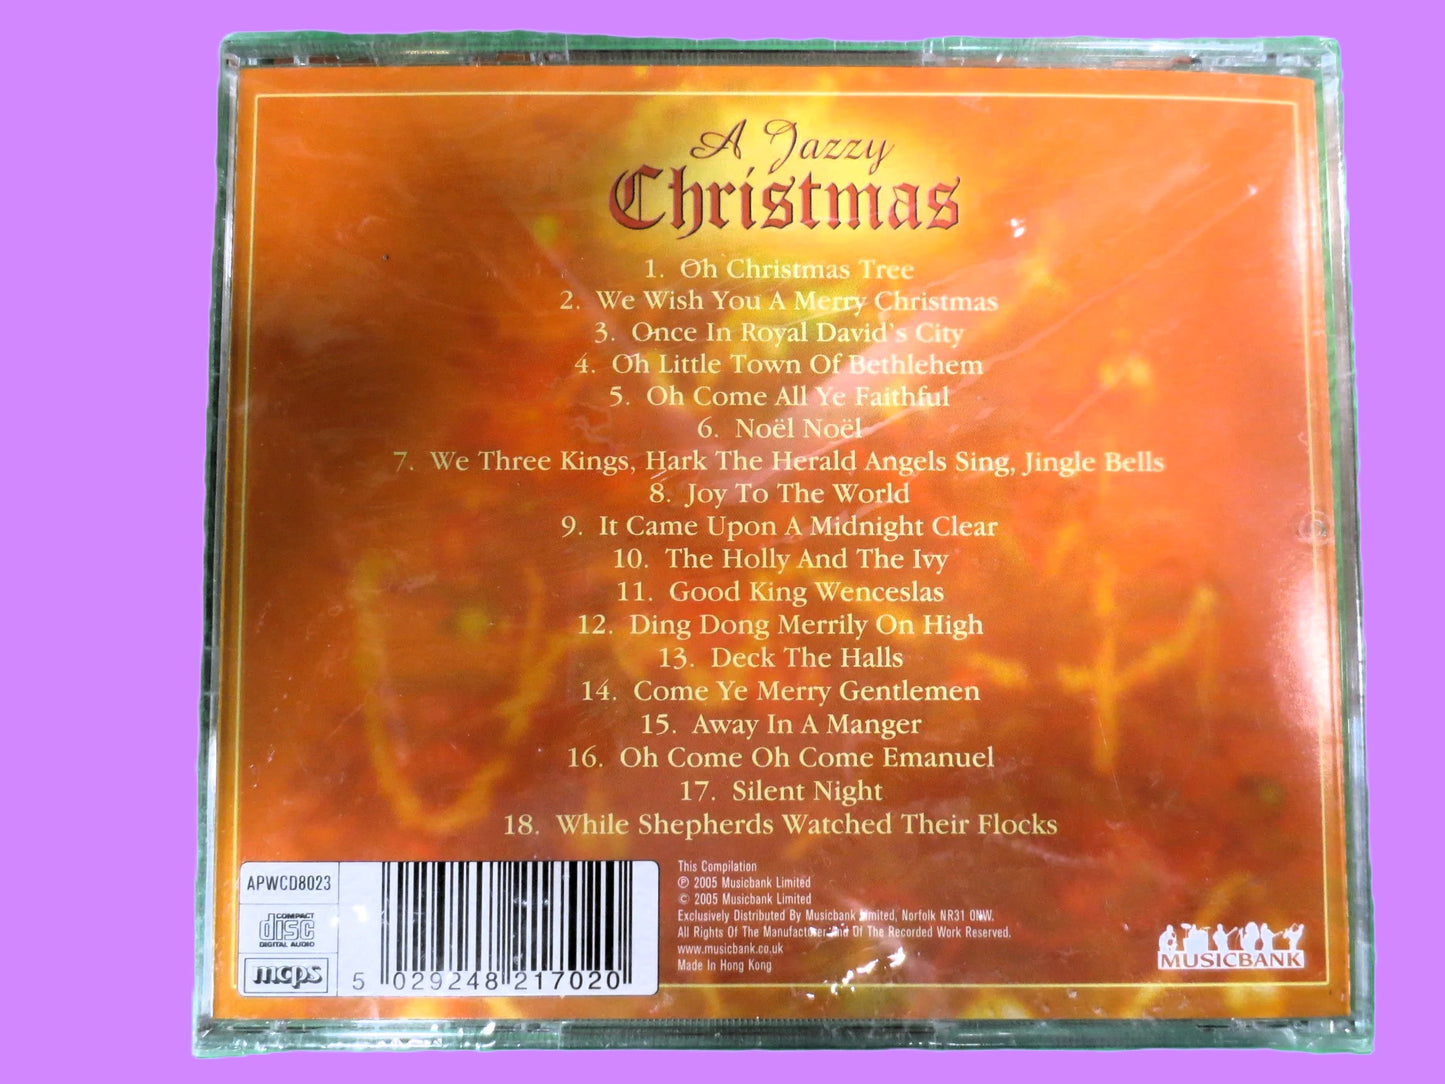 A Jazzy
Christmas
1. Oh Christmas Tree
2. We Wish You A Merry Christmas
3. Once In Royal David's City
4. Oh Little Town Of Bethlehem
5. Oh Come All Ye Faithful
6. Noël Noël
7. We Three Kings, Hark The Herald Angels Sing, Jingle Bells
8. Joy To The World
9. It Came Upon A Midnight Clear
10. The Holly And The Ivy
11. Good King Wenceslas
12. Ding Dong Merrily On High
13. Deck The Halls
14. Come Ye Merry Gentlemen
15. Away In A Manger
16. Oh Come Oh Come Emanuel
17. Silent Night
18. While Shepherds Watched Their Flocks
APWCD8023
COMPACT
disc
DIGITAL AUDIO
mcps
5 029248 217020
This Compilation
℗ 2005 Musicbank Limited
© 2005 Musicbank Limited
Exclusively Distributed By Musicbank Limited, Norfolk NR31 0NW.
All Rights Of The Manufacturer And Of The Recorded Work Reserved.
www.musicbank.co.uk
Made In Hong Kong
MUSICBANK